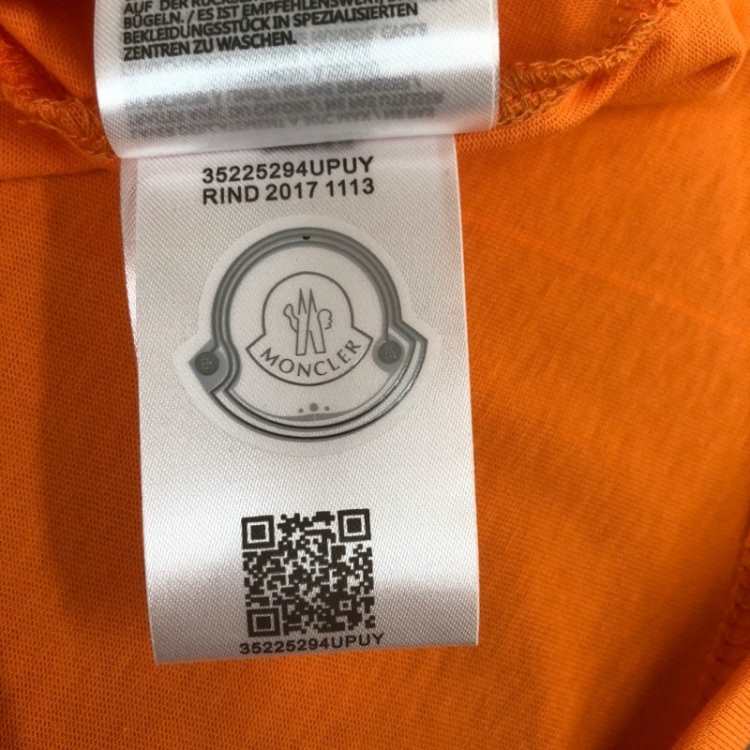 AUF DER RÜCKSEITE
BÜGELN. / ES IST EMPFEHLENSWERT, DIESES
BEKLEIDUNGSSTÜCK IN SPEZIALISIERTEN
ZENTREN ZU WASCHEN.
35225294UPUY
RIND 2017 1113
MONCLER
35225294UPUY